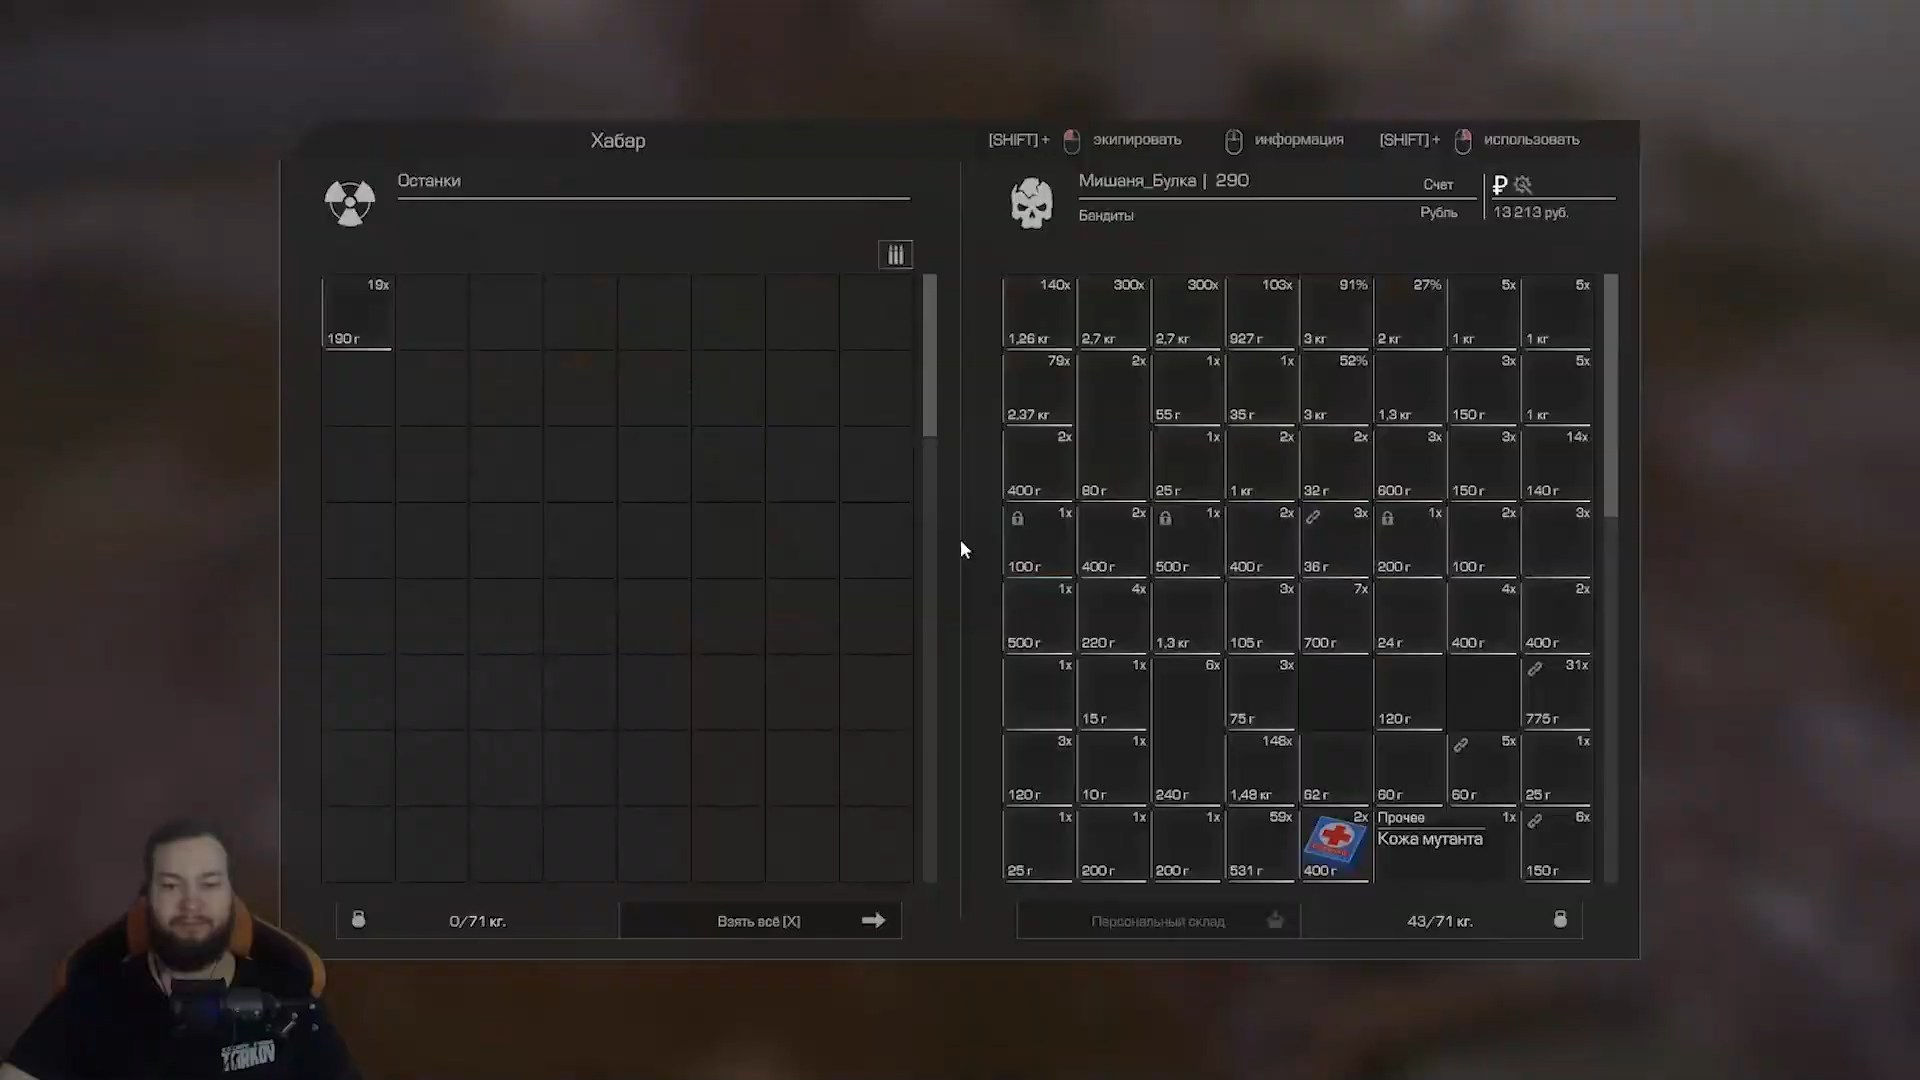 Хабар
[SHIFT] + экипировать информация [SHIFT] + использовать
Останки
Мишаня_Булка | 290
Счет
Бандиты
Рубль
13 213 руб.
19x
190 г
140x 300x 300x 103x 91% 27% 5x 5x
1,26 кг 2,7 кг 2,7 кг 927 г 3 кг 2 кг 1 кг 1 кг
79x 2x 1x 1x 52% 3x 5x
2,37 кг 55 г 35 г 3 кг 1,3 кг 150 г 1 кг
2x 1x 2x 2x 3x 3x 14x
400 г 80 г 25 г 1 кг 32 г 600 г 150 г 140 г
1x 2x 1x 2x 3x 1x 2x 3x
100 г 400 г 500 г 400 г 36 г 200 г 100 г
1x 4x 3x 7x 4x 2x
500 г 220 г 1,3 кг 105 г 700 г 24 г 400 г 400 г
1x 1x 6x 3x 31x
15 г 75 г 120 г 775 г
3x 1x 148x 5x 1x
120 г 10 г 240 г 1,48 кг 62 г 60 г 60 г 25 г
1x 1x 1x 59x 2x Прочее 1x 6x
Кожа мутанта
25 г 200 г 200 г 531 г 400 г 150 г
0/71 кг.
Взять всё [X]
Персональный склад
43/71 кг.
TARKOV